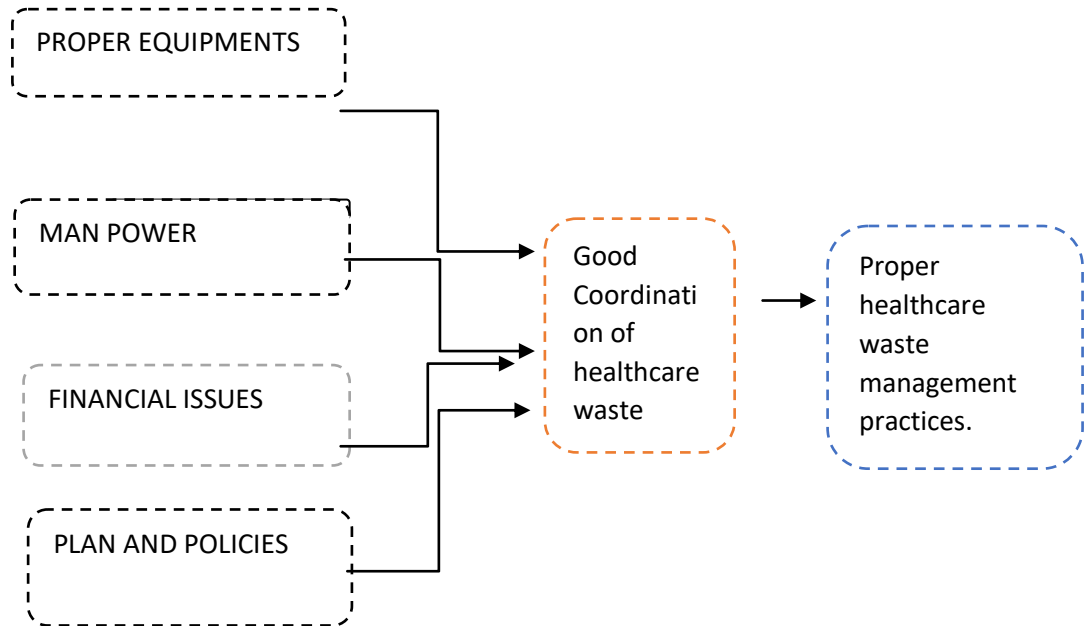 PROPER EQUIPMENTS
MAN POWER
FINANCIAL ISSUES
PLAN AND POLICIES
Good
Coordinati
on of
healthcare
waste
Proper
healthcare
waste
management
practices.